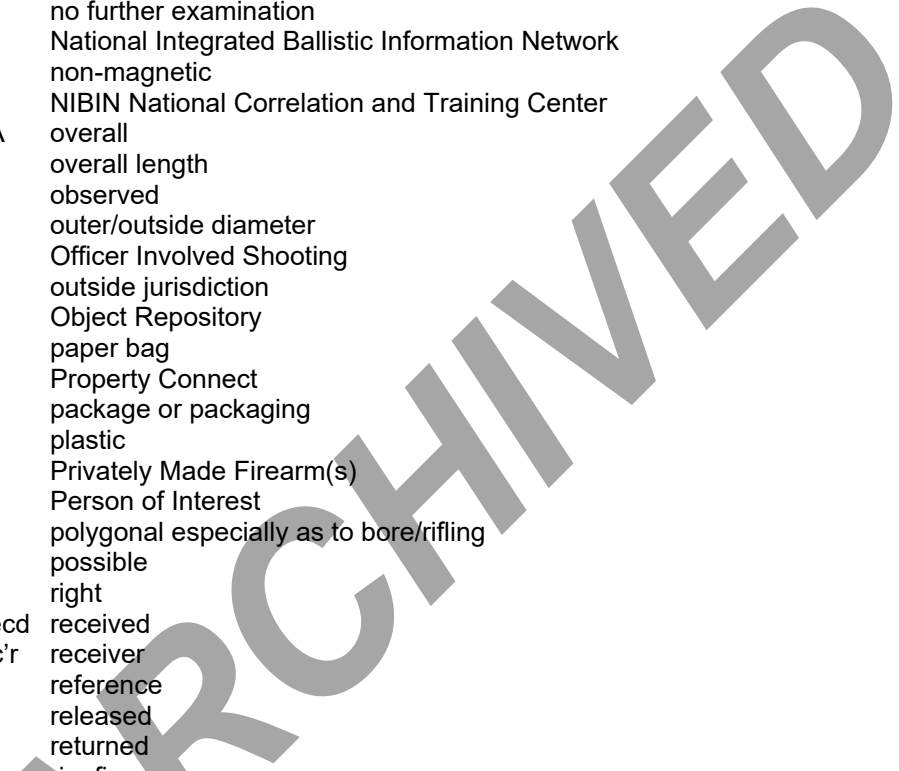 no further examination
National Integrated Ballistic Information Network
non-magnetic
NIBIN National Correlation and Training Center
overall
overall length
observed
outer/outside diameter
Officer Involved Shooting
outside jurisdiction
Object Repository
paper bag
Property Connect
package or packaging
plastic
Privately Made Firearm(s)
Person of Interest
polygonal especially as to bore/rifling
possible
right
received
receiver
reference
released
returned
ARCHIVED